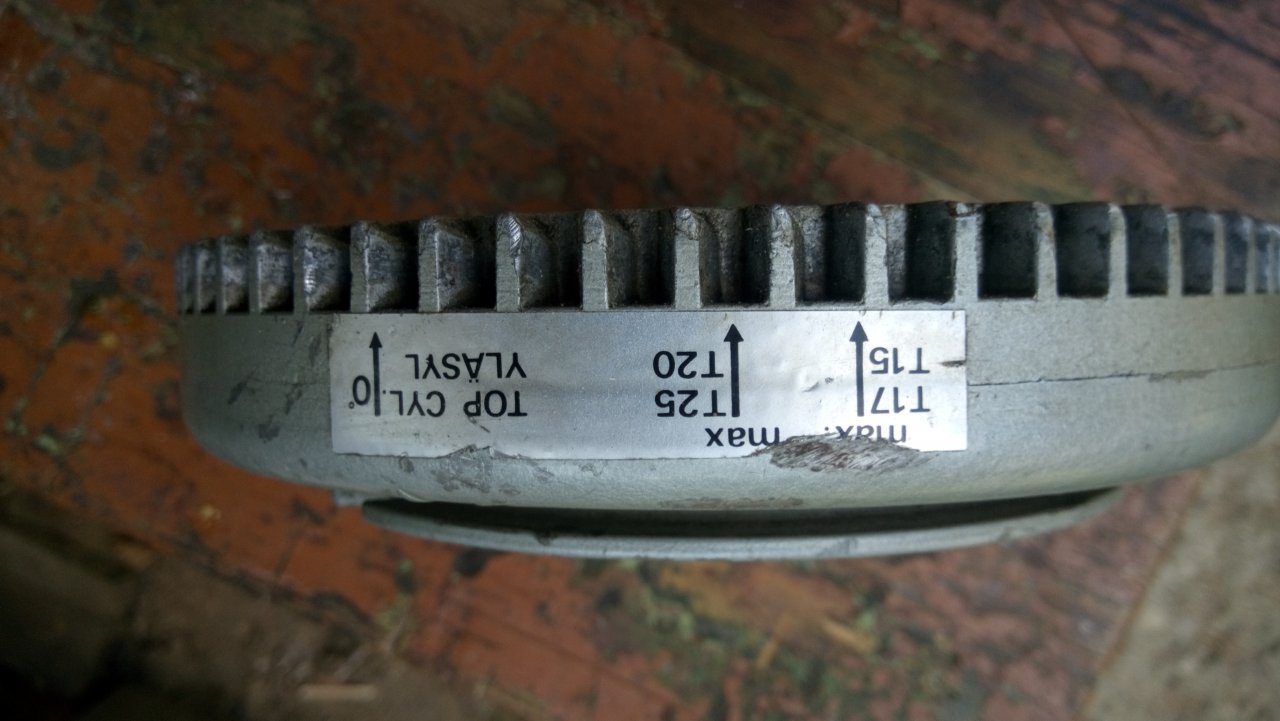 max. max
T17 T25 TOP CYL. 0°
T15 T20 YLÄSYL